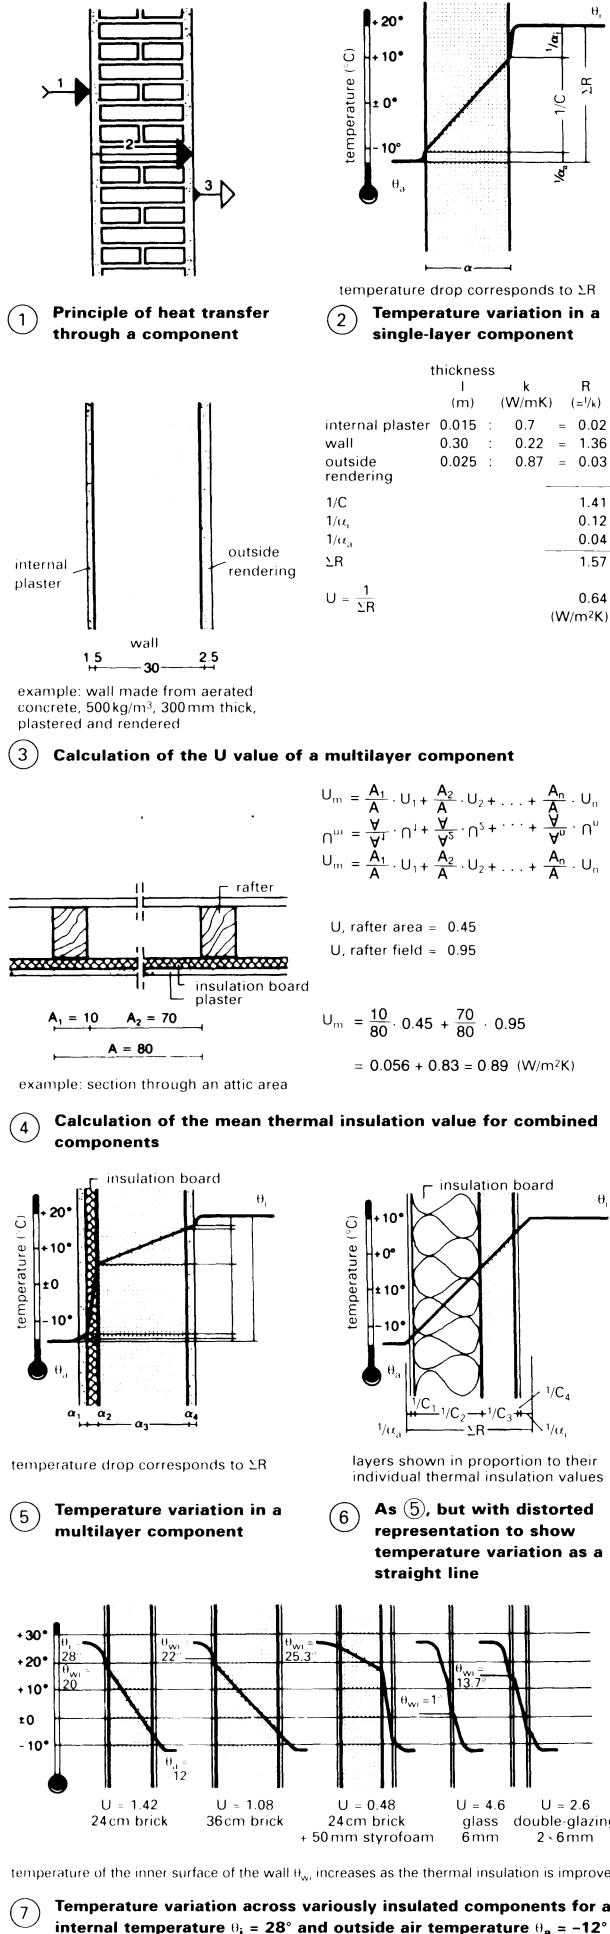 1
2
3
+ 20°
+ 10°
± 0°
- 10°
temperature (°C)
θi
θa
1/αi
1/C
ΣR
1/αa
α
temperature drop corresponds to ΣR
1 Principle of heat transfer
through a component
2 Temperature variation in a
single-layer component
internal
plaster
outside
rendering
wall
1.5 30 2.5
example: wall made from aerated
concrete, 500 kg/m³, 300 mm thick,
plastered and rendered
thickness
l k R
(m) (W/mK) (=l/k)
internal plaster 0.015 : 0.7 = 0.02
wall 0.30 : 0.22 = 1.36
outside 0.025 : 0.87 = 0.03
rendering
1/C 1.41
1/αi 0.12
1/αa 0.04
ΣR 1.57
U = 1/ΣR 0.64
(W/m²K)
3 Calculation of the U value of a multilayer component
rafter
insulation board
plaster
A₁ = 10 A₂ = 70
A = 80
example: section through an attic area
Um = A₁/A · U₁ + A₂/A · U₂ + . . . + An/A · Un
Um = A₁/A · U₁ + A₂/A · U₂ + . . . + An/A · Un
U, rafter area = 0.45
U, rafter field = 0.95
Um = 10/80 · 0.45 + 70/80 · 0.95
= 0.056 + 0.83 = 0.89 (W/m²K)
4 Calculation of the mean thermal insulation value for combined
components
insulation board
+ 20°
+ 10°
±0
- 10°
temperature (°C)
θi
θa
α₁ α₂ α₃ α₄
temperature drop corresponds to ΣR
insulation board
+10°
+0°
±10°
-10°
temperature (°C)
θi
θa
1/C₁ 1/C₂ 1/C₃ 1/C₄
1/αa ΣR 1/αi
layers shown in proportion to their
individual thermal insulation values
5 Temperature variation in a
multilayer component
6 As 5, but with distorted
representation to show
temperature variation as a
straight line
+30°
+20°
+10°
±0
-10°
θi =
28°
θwi =
20
θa =
12
θwi =
22°
θwi =
25.3°
θwi = 1°
θwi =
13.7°
U = 1.42
24 cm brick
U = 1.08
36 cm brick
U = 0.48
24 cm brick
+ 50 mm styrofoam
U = 4.6
glass
6 mm
U = 2.6
double-glazing
2 × 6 mm
temperature of the inner surface of the wall θwi increases as the thermal insulation is improve
7 Temperature variation across variously insulated components for a
internal temperature θi = 28° and outside air temperature θa = –12°